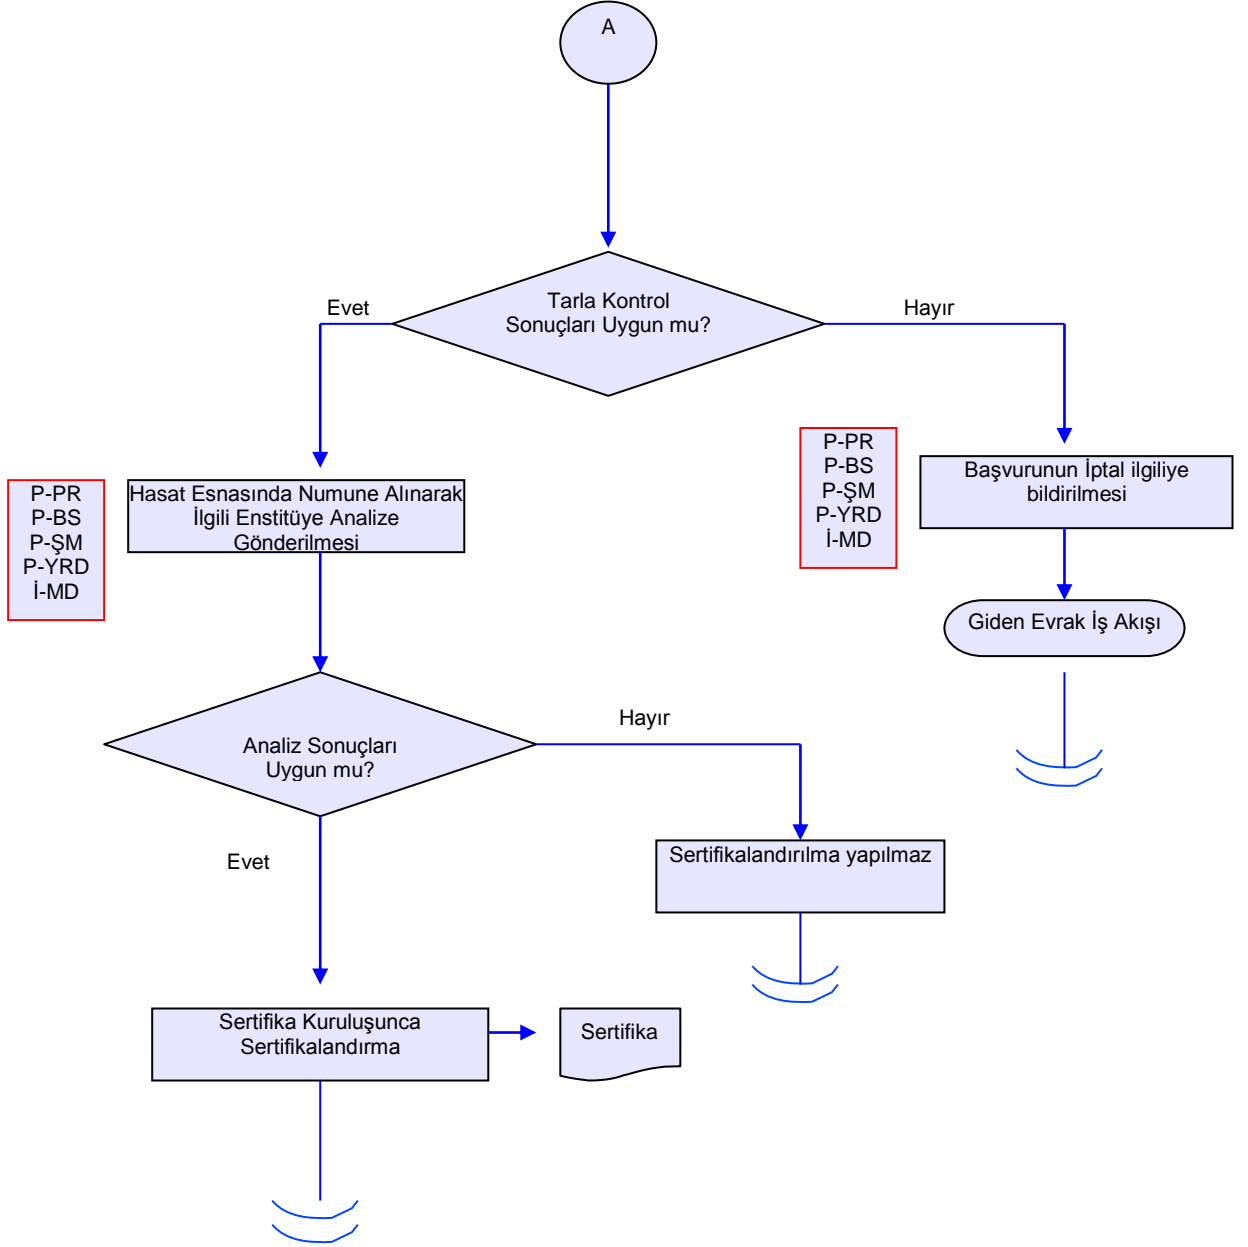 A
Tarla Kontrol
Sonuçları Uygun mu?
Evet
Hayır
P-PR
P-BS
P-ŞM
P-YRD
İ-MD
Başvurunun İptal ilgiliye
bildirilmesi
P-PR
P-BS
P-ŞM
P-YRD
İ-MD
Hasat Esnasında Numune Alınarak
İlgili Enstitüye Analize
Gönderilmesi
Giden Evrak İş Akışı
Hayır
Analiz Sonuçları
Uygun mu?
Evet
Sertifikalandırılma yapılmaz
Sertifika Kuruluşunca
Sertifikalandırma
Sertifika